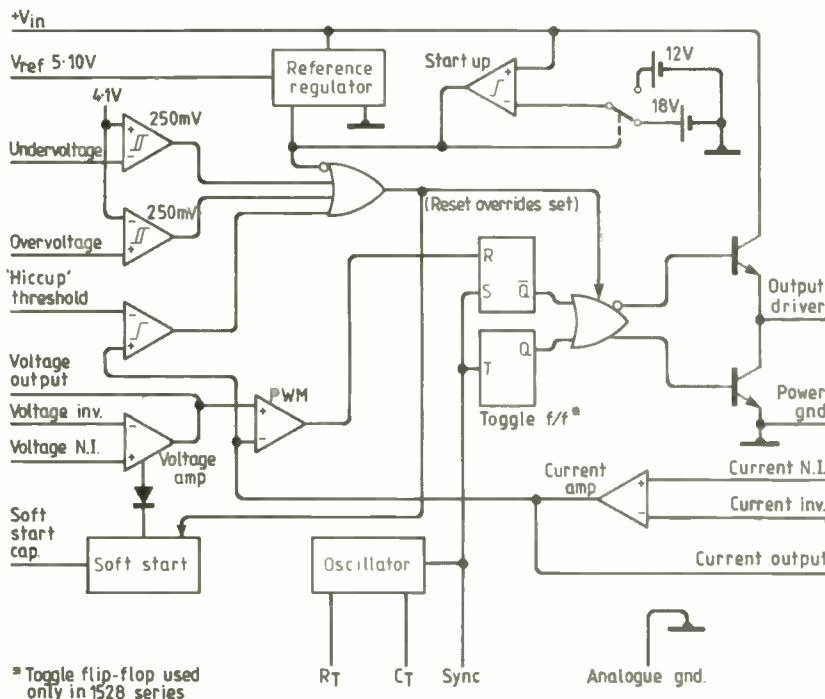 +Vin
Vref 5·10V
Reference
regulator
Start up
+
-
12V
18V
4·1V
250mV
+
-
Undervoltage
250mV
-
+
Overvoltage
(Reset overrides set)
'Hiccup'
threshold
-
+
R
S
Q̅
Q
T
Toggle f/f*
Output
driver
Power
gnd
Voltage
output
Voltage inv.
Voltage N.I.
-
+
Voltage
amp
PWM
+
-
Current
amp
+
-
Current N.I.
Current inv.
Current output
Soft
start
cap.
Soft start
Oscillator
RT
CT
Sync
Analogue gnd.
* Toggle flip-flop used
only in 1528 series